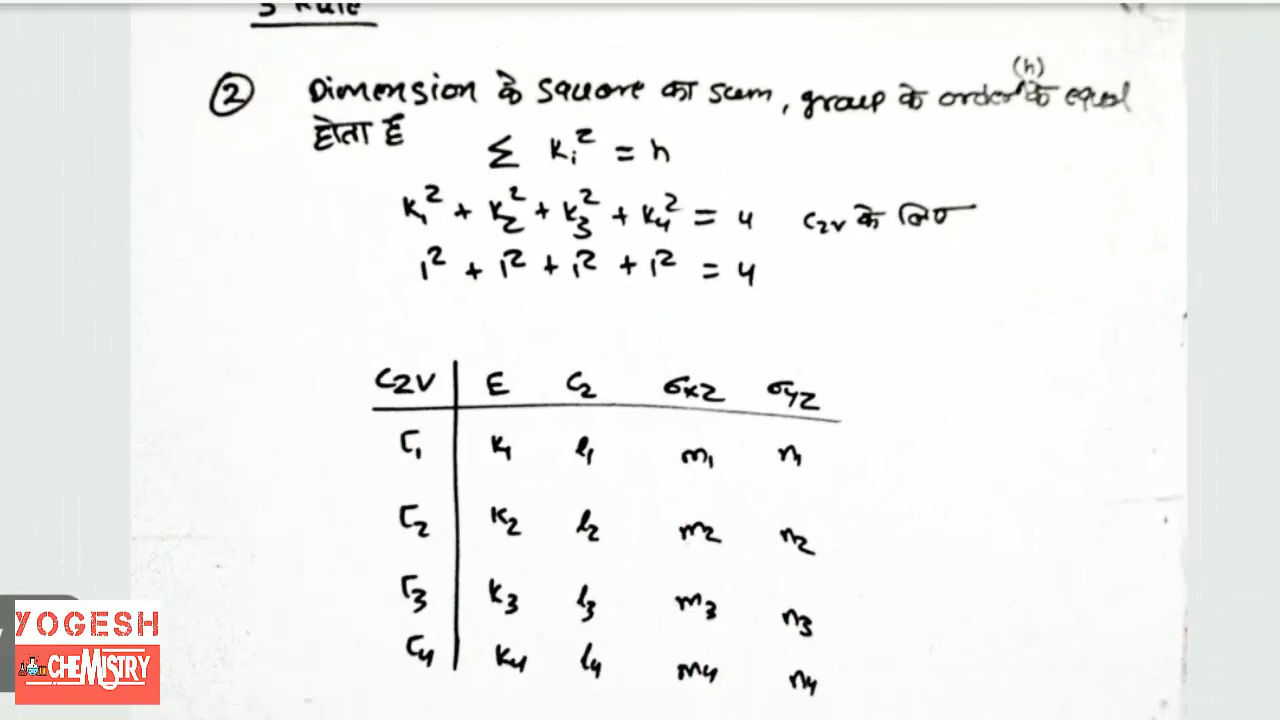 5 Rule
② Dimension के square का sum, group के order (h) के equal
होता है
Σ Kᵢ² = h
K₁² + K₂² + K₃² + K₄² = 4 C2v के लिए
1² + 1² + 1² + 1² = 4
C2v E C₂ σxz σyz
Γ₁ K₁ l₁ m₁ n₁
Γ₂ K₂ l₂ m₂ n₂
Γ₃ K₃ l₃ m₃ n₃
Γ₄ K₄ l₄ m₄ n₄
YOGESH
CHEMISTRY